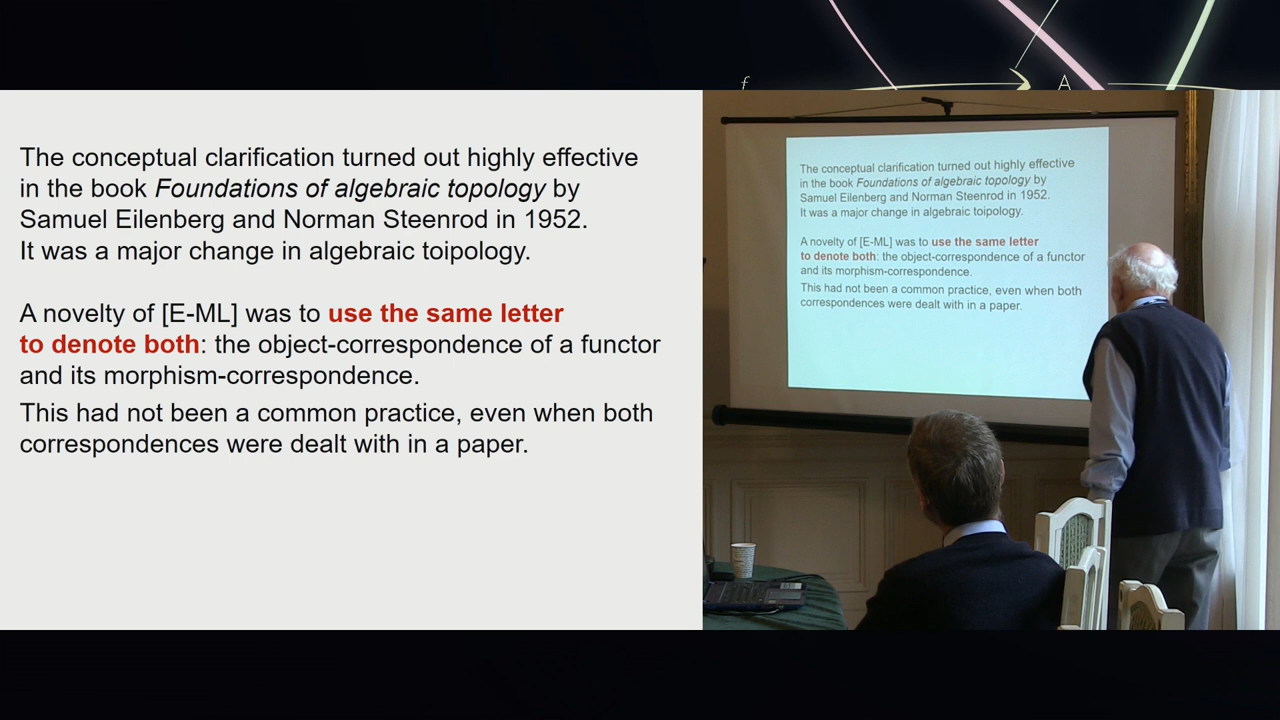 f
A
The conceptual clarification turned out highly effective
in the book Foundations of algebraic topology by
Samuel Eilenberg and Norman Steenrod in 1952.
It was a major change in algebraic toipology.
A novelty of [E-ML] was to use the same letter
to denote both: the object-correspondence of a functor
and its morphism-correspondence.
This had not been a common practice, even when both
correspondences were dealt with in a paper.
The conceptual clarification turned out highly effective
in the book Foundations of algebraic topology by
Samuel Eilenberg and Norman Steenrod in 1952.
It was a major change in algebraic toipology.
A novelty of [E-ML] was to use the same letter
to denote both: the object-correspondence of a functor
and its morphism-correspondence.
This had not been a common practice, even when both
correspondences were dealt with in a paper.